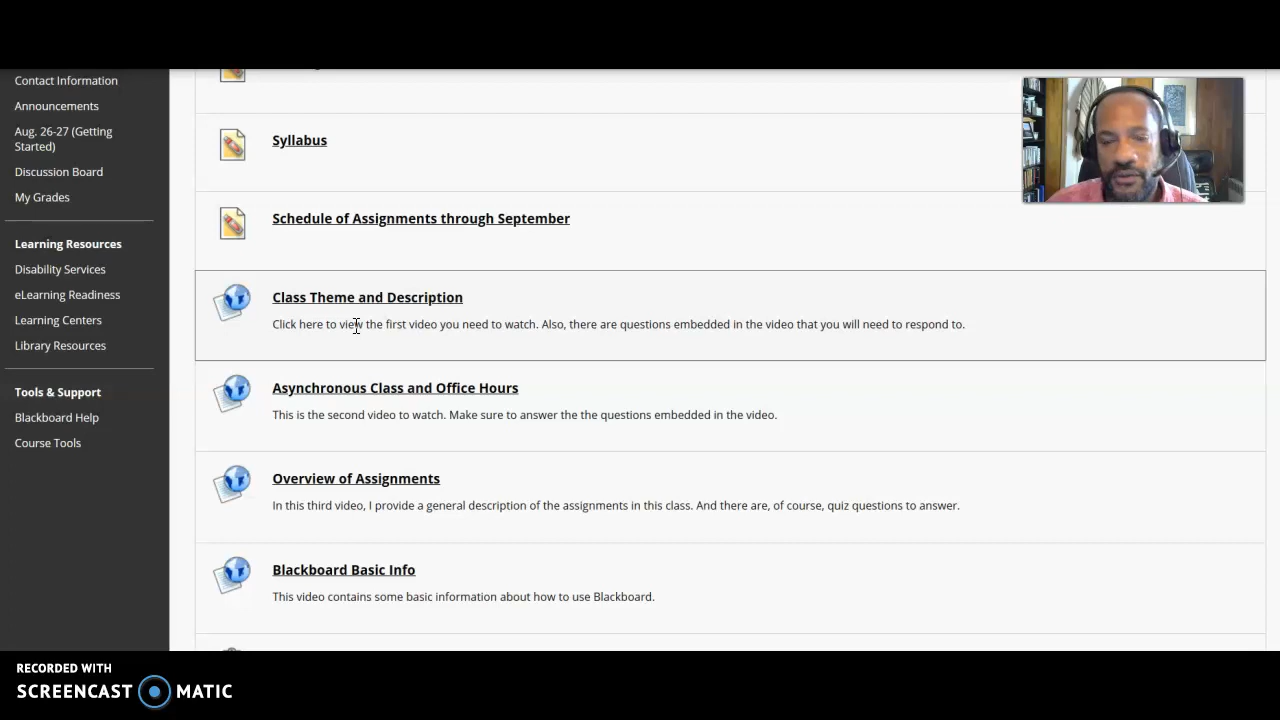 Contact Information
Announcements
Aug. 26-27 (Getting
Started)
Discussion Board
My Grades
Learning Resources
Disability Services
eLearning Readiness
Learning Centers
Library Resources
Tools & Support
Blackboard Help
Course Tools
Syllabus
Schedule of Assignments through September
Class Theme and Description
Click here to view the first video you need to watch. Also, there are questions embedded in the video that you will need to respond to.
Asynchronous Class and Office Hours
This is the second video to watch. Make sure to answer the the questions embedded in the video.
Overview of Assignments
In this third video, I provide a general description of the assignments in this class. And there are, of course, quiz questions to answer.
Blackboard Basic Info
This video contains some basic information about how to use Blackboard.
RECORDED WITH
SCREENCAST MATIC